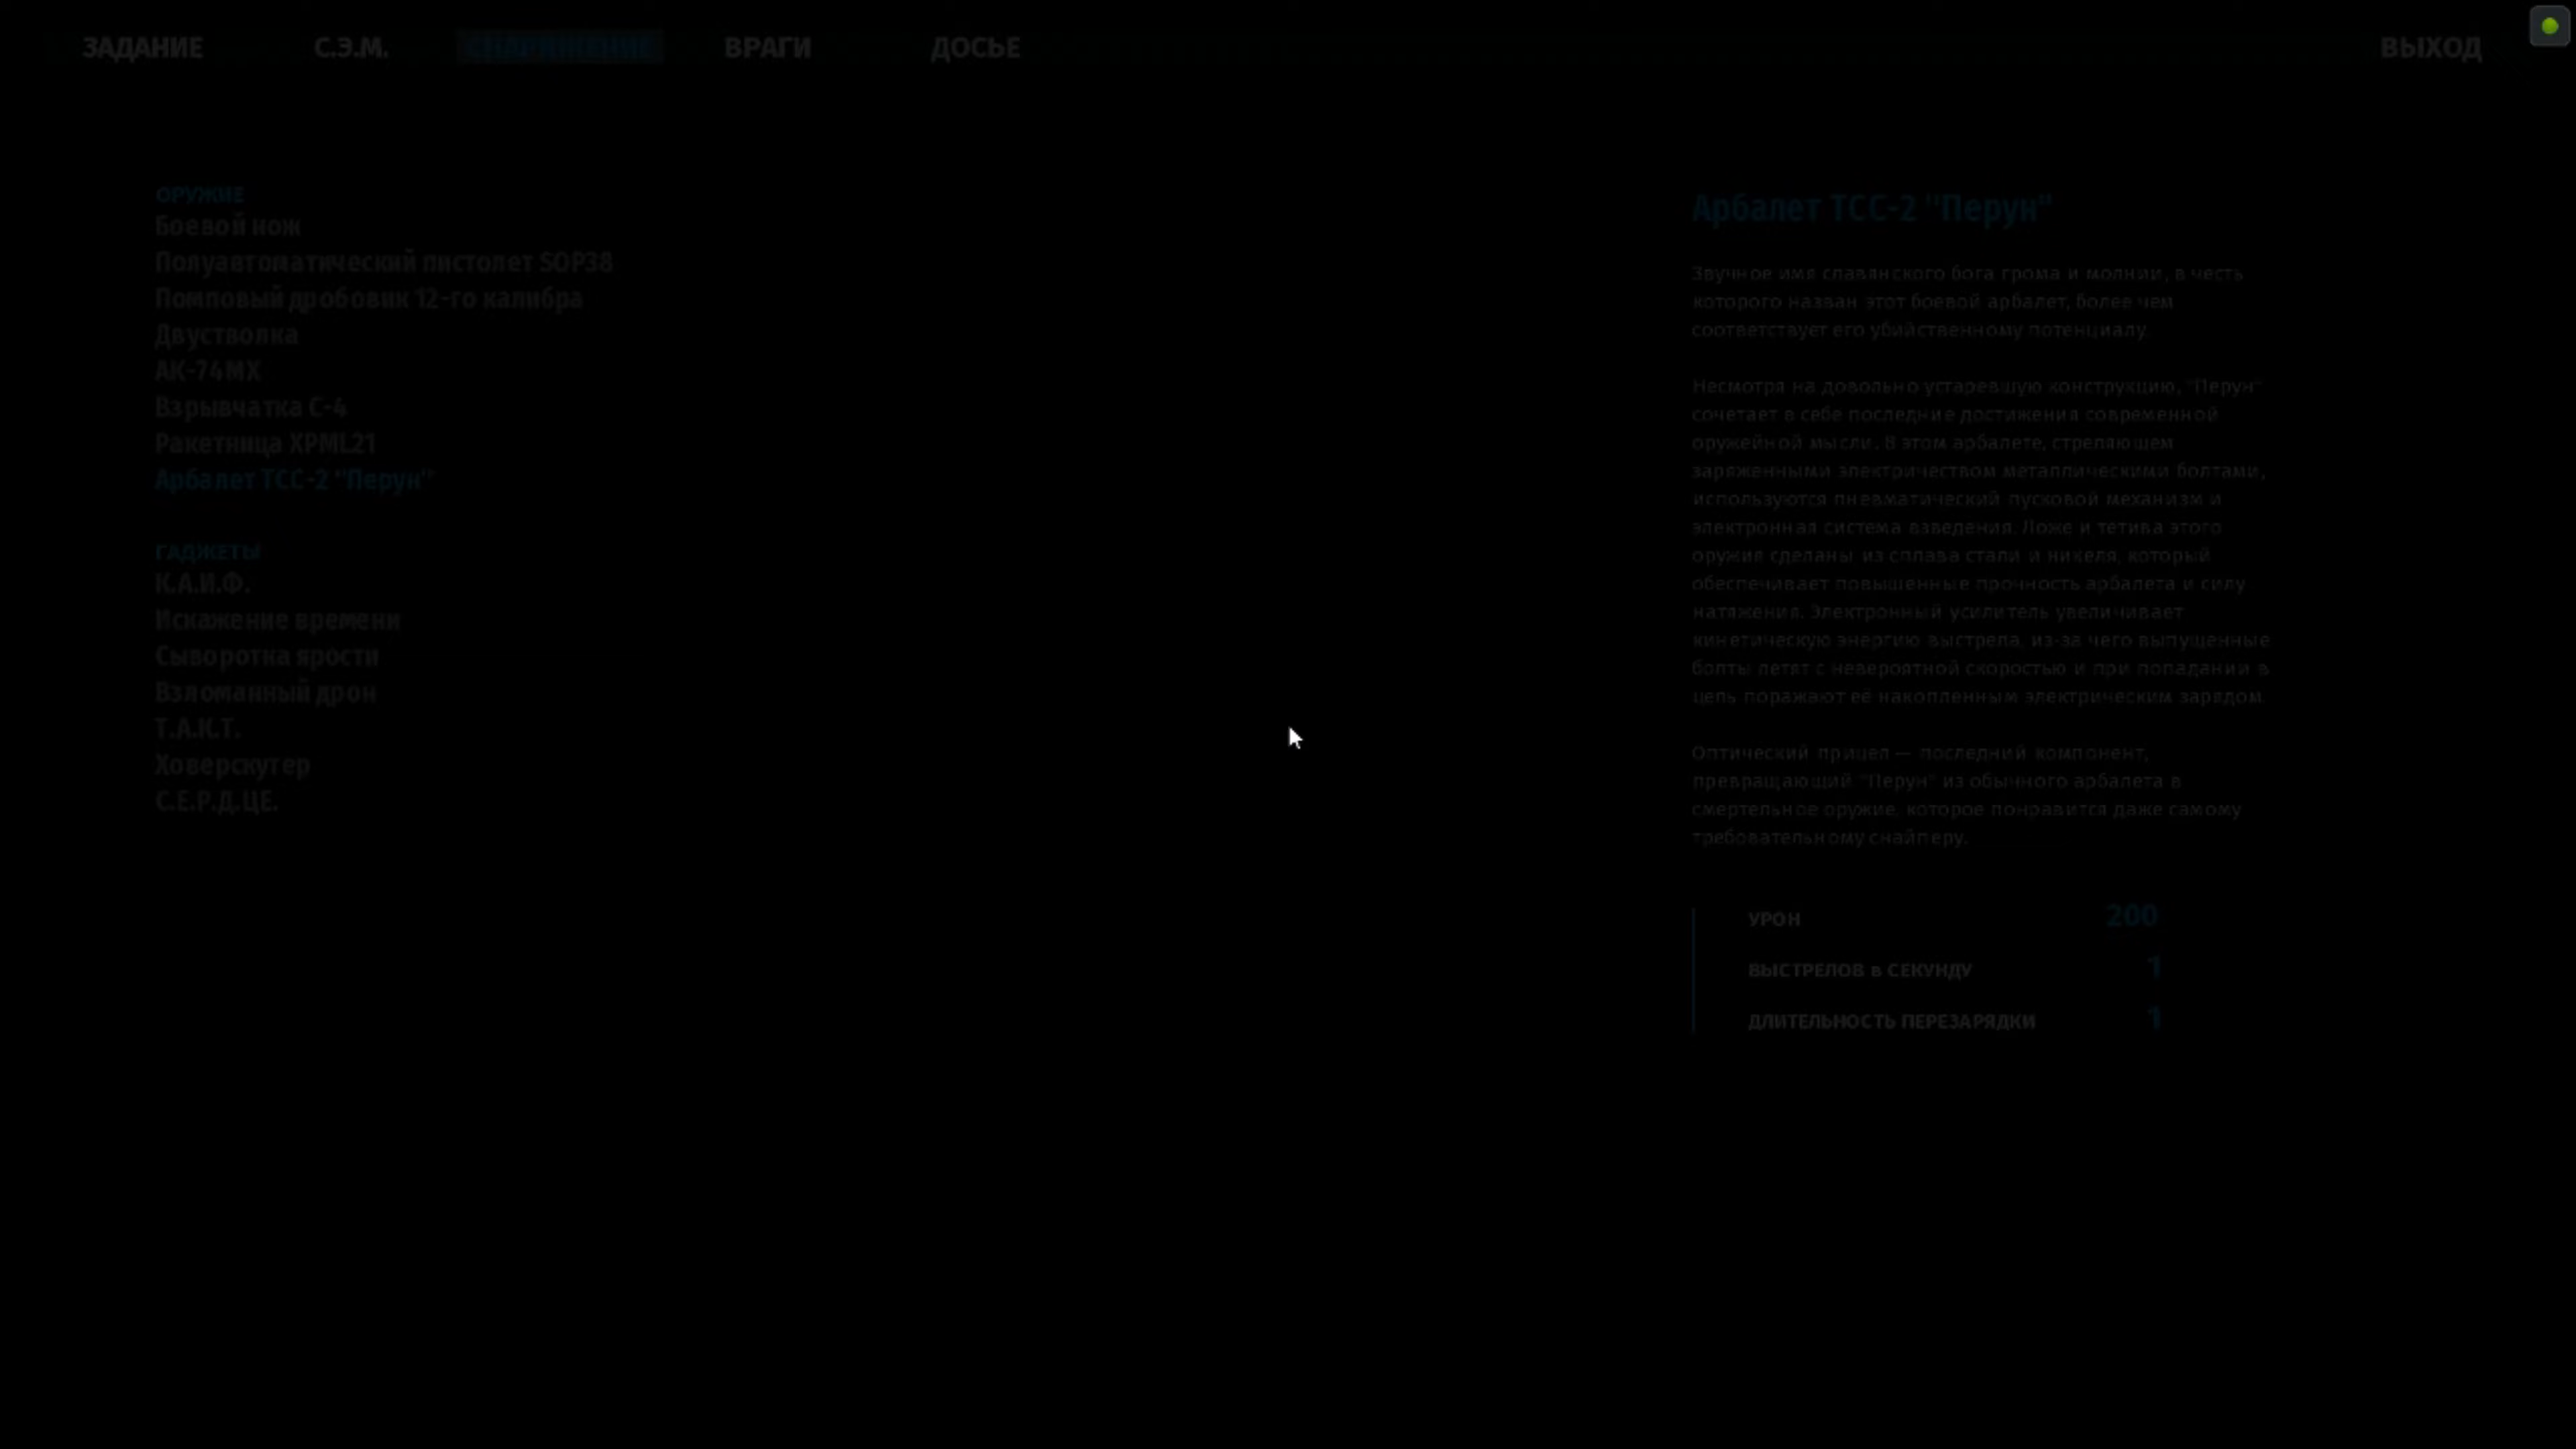 ЗАДАНИЕ
С.Э.М.
СНАРЯЖЕНИЕ
ВРАГИ
ДОСЬЕ
ВЫХОД
ОРУЖИЕ
Боевой нож
Полуавтоматический пистолет SOP38
Помповый дробовик 12-го калибра
Двустволка
АК-74МХ
Взрывчатка С-4
Ракетница XPML21
Арбалет ТСС-2 "Перун"
ГАДЖЕТЫ
К.А.И.Ф.
Искажение времени
Сыворотка ярости
Взломанный дрон
Т.А.К.Т.
Ховерскутер
С.Е.Р.Д.ЦЕ.
Арбалет ТСС-2 "Перун"
Звучное имя славянского бога грома и молнии, в честь
которого назван этот боевой арбалет, более чем
соответствует его убийственному потенциалу.
Несмотря на довольно устаревшую конструкцию, "Перун"
сочетает в себе последние достижения современной
оружейной мысли. В этом арбалете, стреляющем
заряженными электричеством металлическими болтами,
используются пневматический пусковой механизм и
электронная система взведения. Ложе и тетива этого
оружия сделаны из сплава стали и никеля, который
обеспечивает повышенные прочность арбалета и силу
натяжения. Электронный усилитель увеличивает
кинетическую энергию выстрела, из-за чего выпущенные
болты летят с невероятной скоростью и при попадании в
цель поражают её накопленным электрическим зарядом.
Оптический прицел — последний компонент,
превращающий "Перун" из обычного арбалета в
смертельное оружие, которое понравится даже самому
требовательному снайперу.
УРОН 200
ВЫСТРЕЛОВ в СЕКУНДУ 1
ДЛИТЕЛЬНОСТЬ ПЕРЕЗАРЯДКИ 1